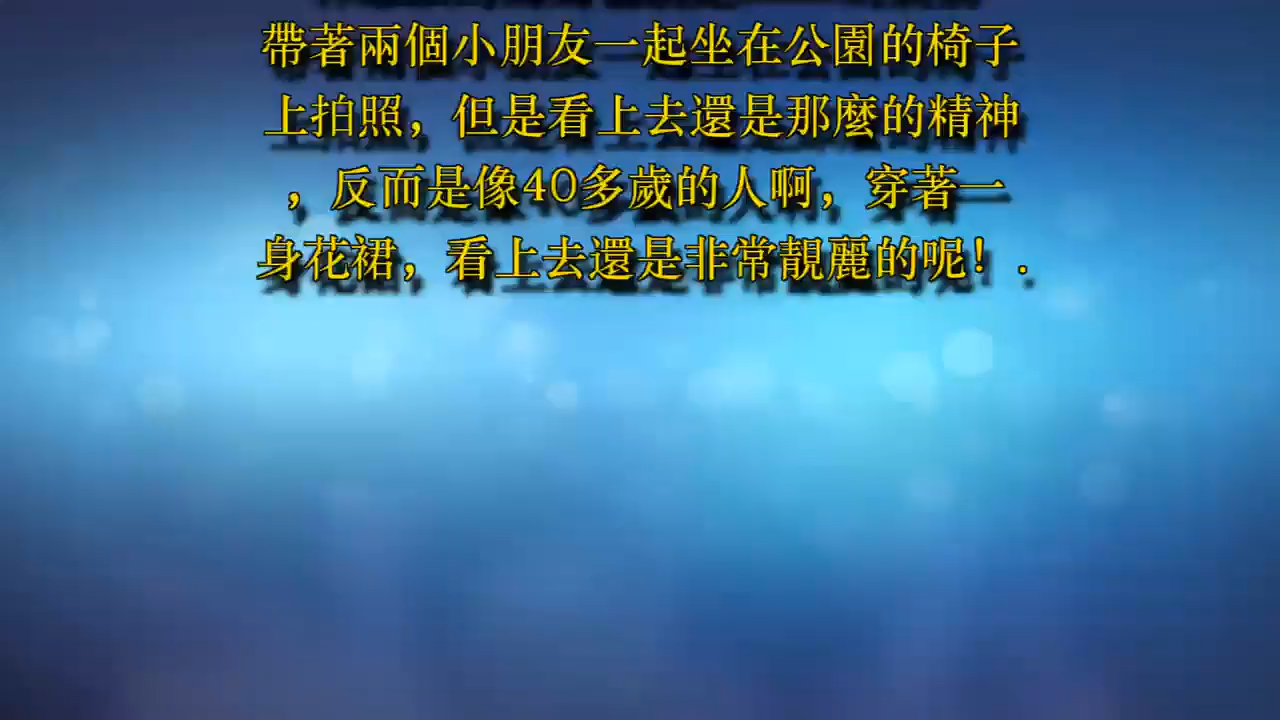 帶著兩個小朋友一起坐在公園的椅子
上拍照，但是看上去還是那麼的精神
，反而是像40多歲的人啊，穿著一
身花裙，看上去還是非常靚麗的呢！.